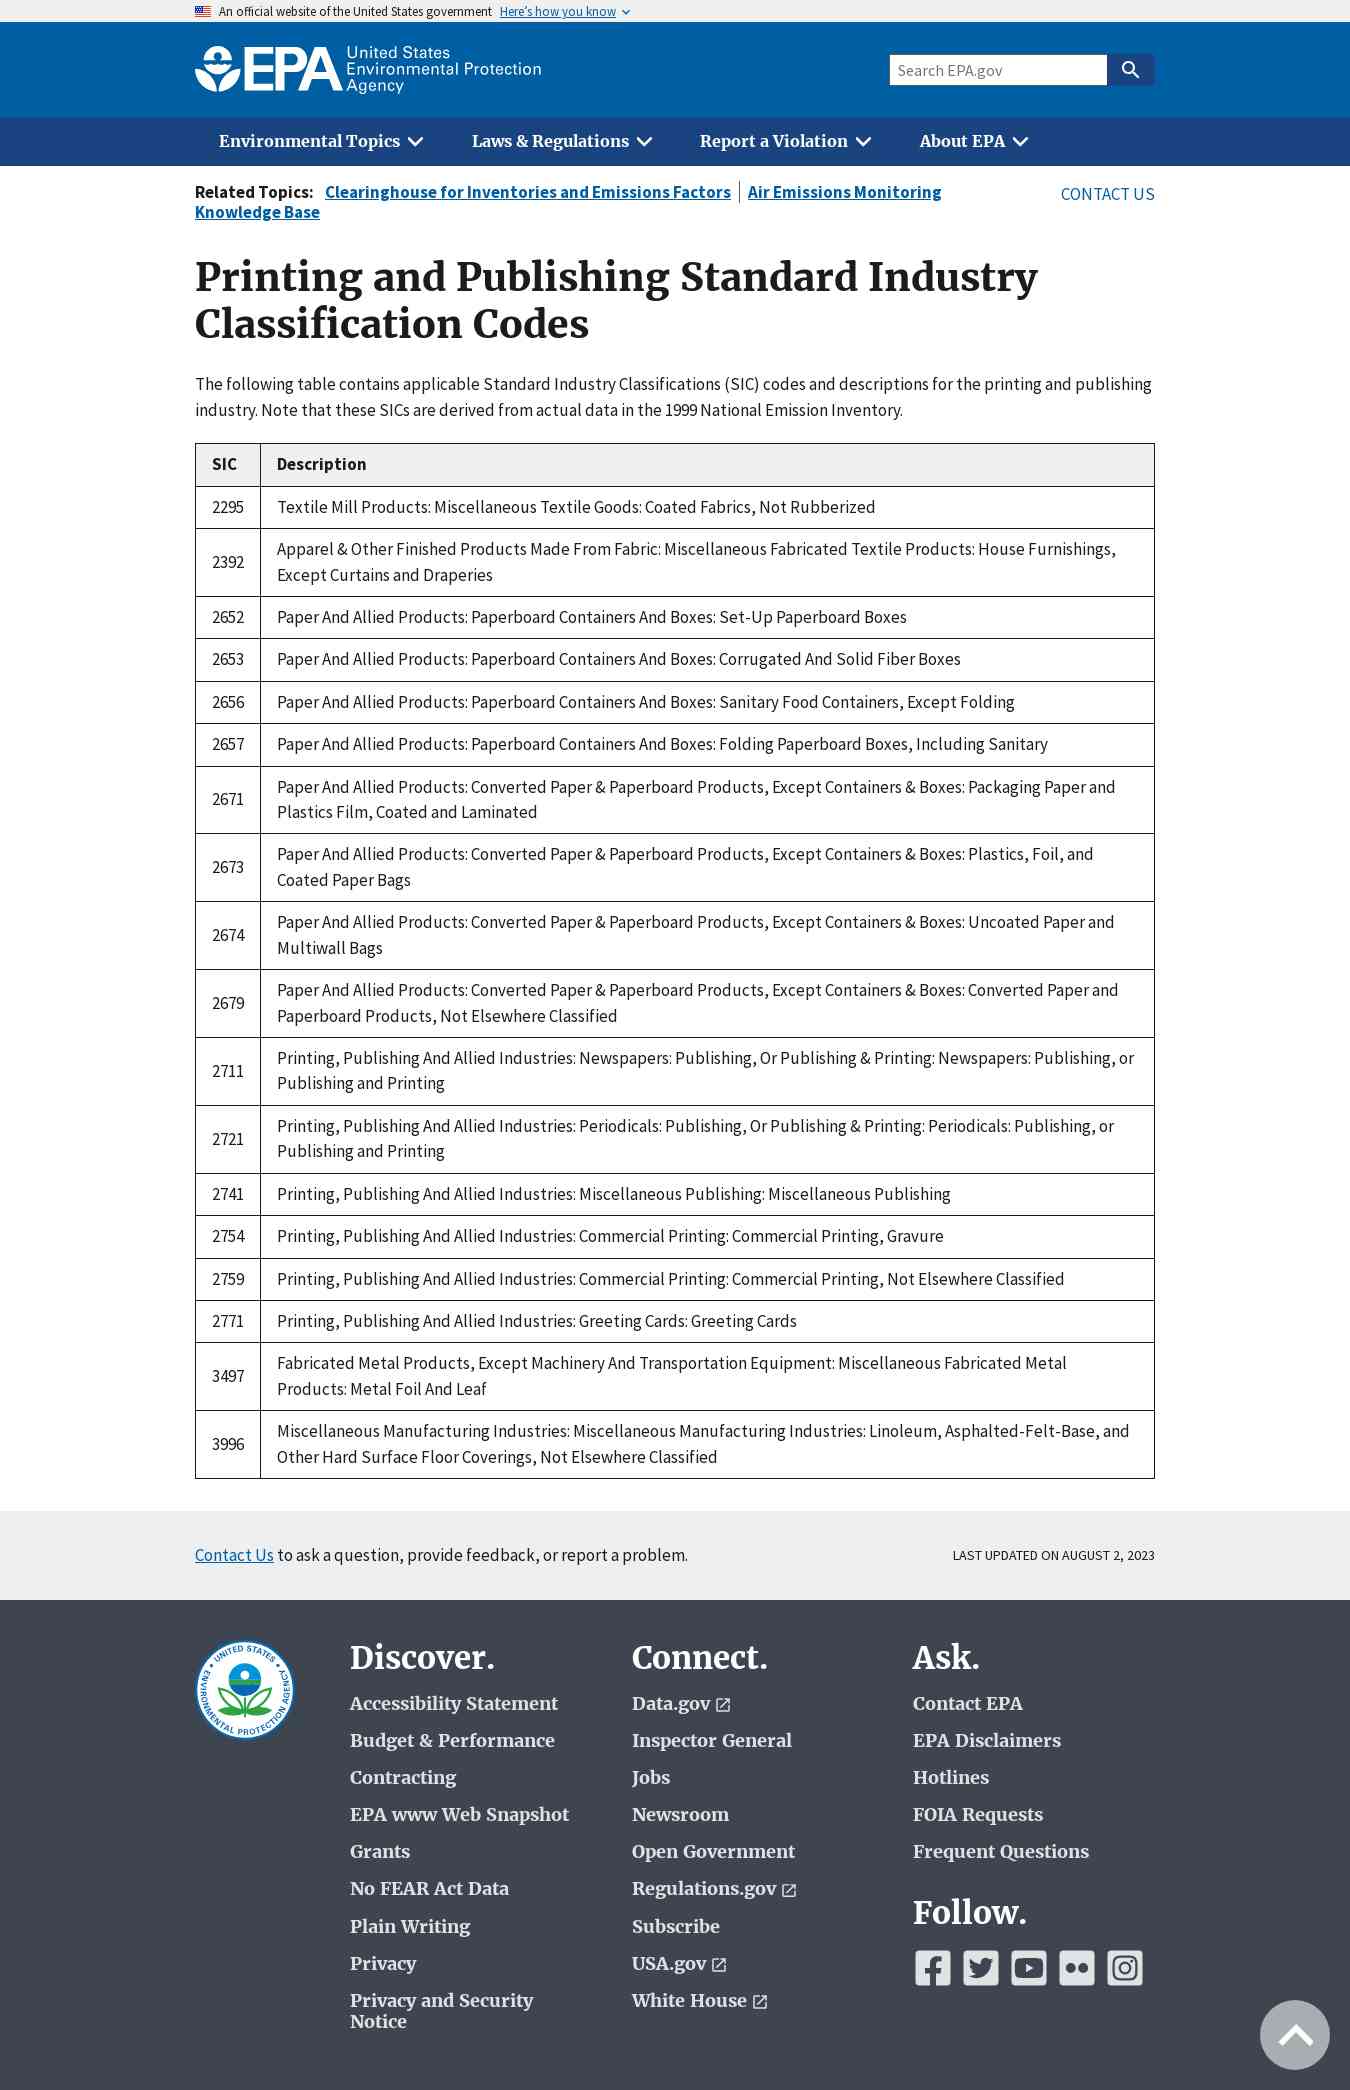 An official website of the United States government Here's how you know
EPA United States
Environmental Protection
Agency
Search EPA.gov
Environmental Topics Laws & Regulations Report a Violation About EPA
Related Topics: Clearinghouse for Inventories and Emissions Factors Air Emissions Monitoring
Knowledge Base
CONTACT US
Printing and Publishing Standard Industry
Classification Codes
The following table contains applicable Standard Industry Classifications (SIC) codes and descriptions for the printing and publishing
industry. Note that these SICs are derived from actual data in the 1999 National Emission Inventory.
SIC Description
2295 Textile Mill Products: Miscellaneous Textile Goods: Coated Fabrics, Not Rubberized
2392 Apparel & Other Finished Products Made From Fabric: Miscellaneous Fabricated Textile Products: House Furnishings,
Except Curtains and Draperies
2652 Paper And Allied Products: Paperboard Containers And Boxes: Set-Up Paperboard Boxes
2653 Paper And Allied Products: Paperboard Containers And Boxes: Corrugated And Solid Fiber Boxes
2656 Paper And Allied Products: Paperboard Containers And Boxes: Sanitary Food Containers, Except Folding
2657 Paper And Allied Products: Paperboard Containers And Boxes: Folding Paperboard Boxes, Including Sanitary
2671 Paper And Allied Products: Converted Paper & Paperboard Products, Except Containers & Boxes: Packaging Paper and
Plastics Film, Coated and Laminated
2673 Paper And Allied Products: Converted Paper & Paperboard Products, Except Containers & Boxes: Plastics, Foil, and
Coated Paper Bags
2674 Paper And Allied Products: Converted Paper & Paperboard Products, Except Containers & Boxes: Uncoated Paper and
Multiwall Bags
2679 Paper And Allied Products: Converted Paper & Paperboard Products, Except Containers & Boxes: Converted Paper and
Paperboard Products, Not Elsewhere Classified
2711 Printing, Publishing And Allied Industries: Newspapers: Publishing, Or Publishing & Printing: Newspapers: Publishing, or
Publishing and Printing
2721 Printing, Publishing And Allied Industries: Periodicals: Publishing, Or Publishing & Printing: Periodicals: Publishing, or
Publishing and Printing
2741 Printing, Publishing And Allied Industries: Miscellaneous Publishing: Miscellaneous Publishing
2754 Printing, Publishing And Allied Industries: Commercial Printing: Commercial Printing, Gravure
2759 Printing, Publishing And Allied Industries: Commercial Printing: Commercial Printing, Not Elsewhere Classified
2771 Printing, Publishing And Allied Industries: Greeting Cards: Greeting Cards
3497 Fabricated Metal Products, Except Machinery And Transportation Equipment: Miscellaneous Fabricated Metal
Products: Metal Foil And Leaf
3996 Miscellaneous Manufacturing Industries: Miscellaneous Manufacturing Industries: Linoleum, Asphalted-Felt-Base, and
Other Hard Surface Floor Coverings, Not Elsewhere Classified
Contact Us to ask a question, provide feedback, or report a problem.
LAST UPDATED ON AUGUST 2, 2023
UNITED STATES
ENVIRONMENTAL PROTECTION AGENCY
Discover.
Accessibility Statement
Budget & Performance
Contracting
EPA www Web Snapshot
Grants
No FEAR Act Data
Plain Writing
Privacy
Privacy and Security
Notice
Connect.
Data.gov
Inspector General
Jobs
Newsroom
Open Government
Regulations.gov
Subscribe
USA.gov
White House
Ask.
Contact EPA
EPA Disclaimers
Hotlines
FOIA Requests
Frequent Questions
Follow.